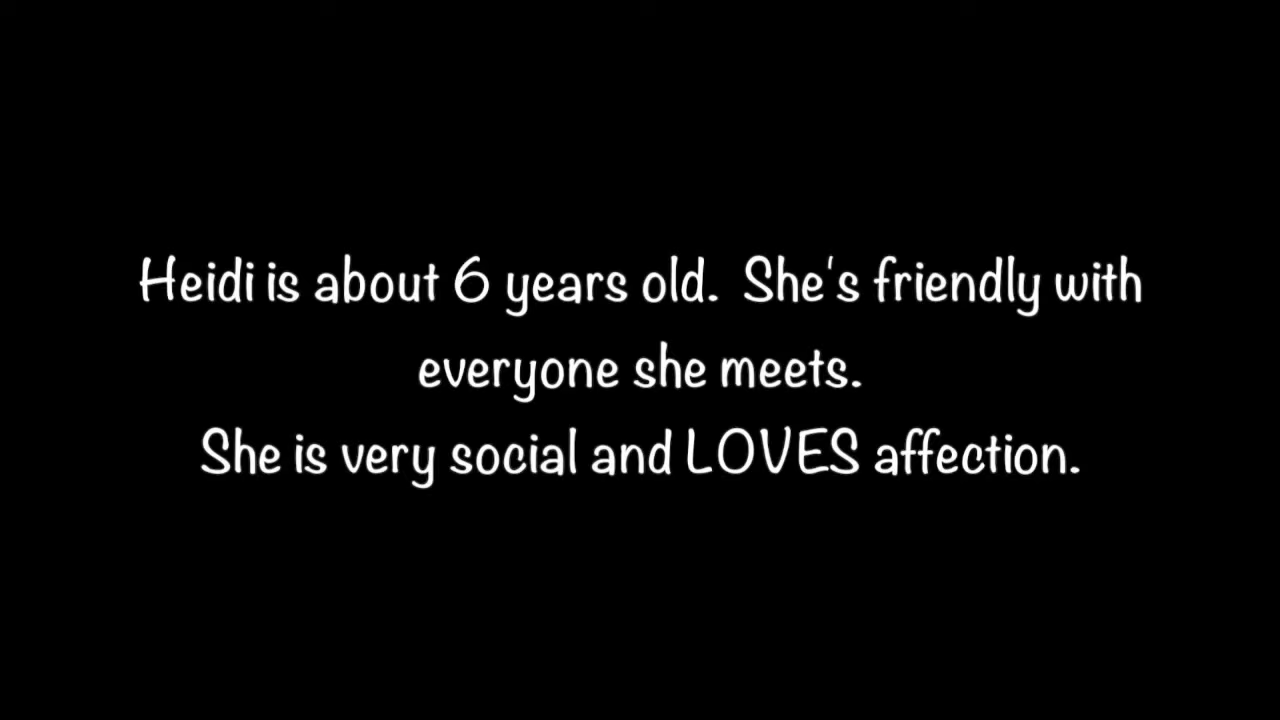 Heidi is about 6 years old.  She's friendly with
everyone she meets.
She is very social and LOVES affection.